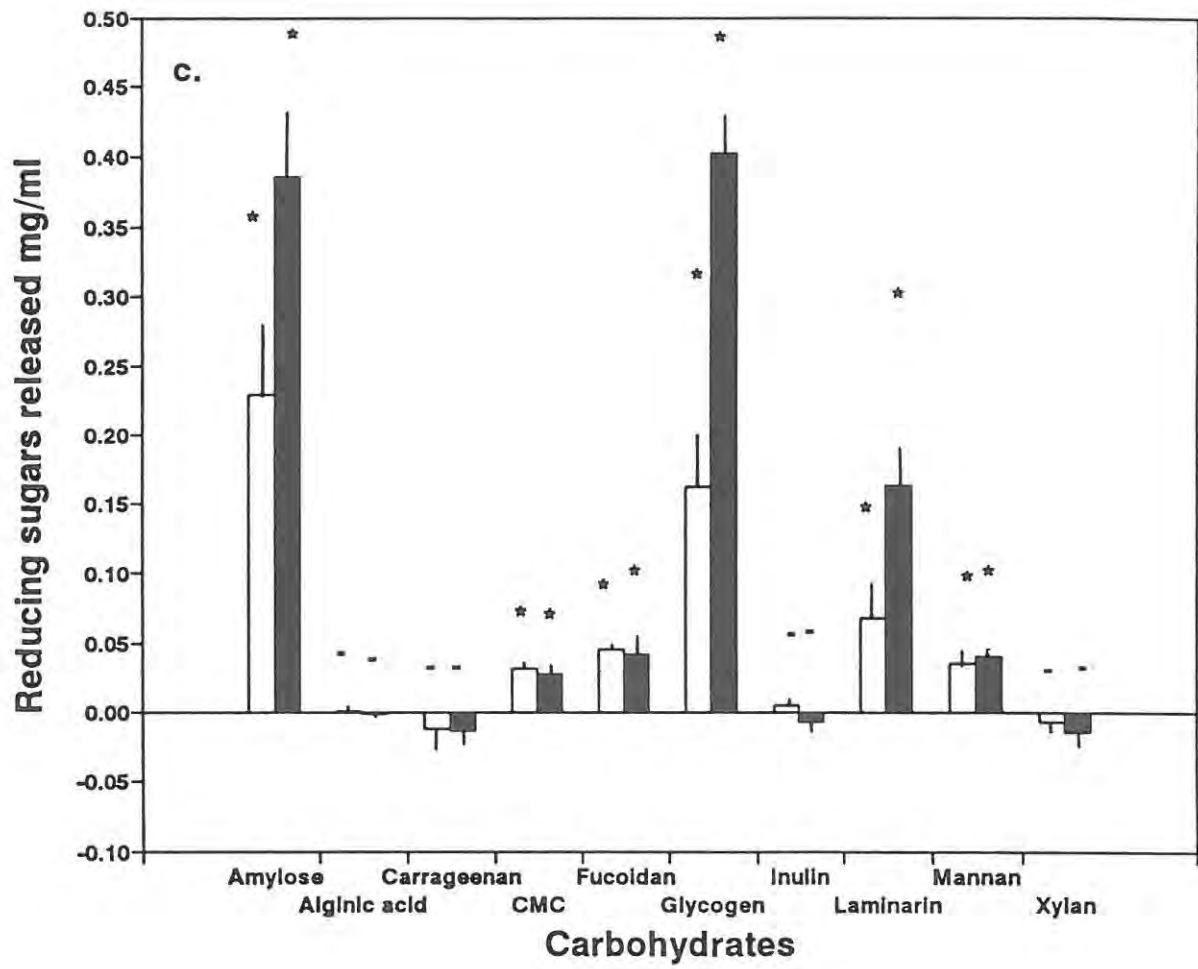 c.
Reducing sugars released mg/ml
0.50
0.45
0.40
0.35
0.30
0.25
0.20
0.15
0.10
0.05
0.00
-0.05
-0.10
Amylose Carrageenan Fucoidan Inulin Mannan
Alginic acid CMC Glycogen Laminarin Xylan
Carbohydrates